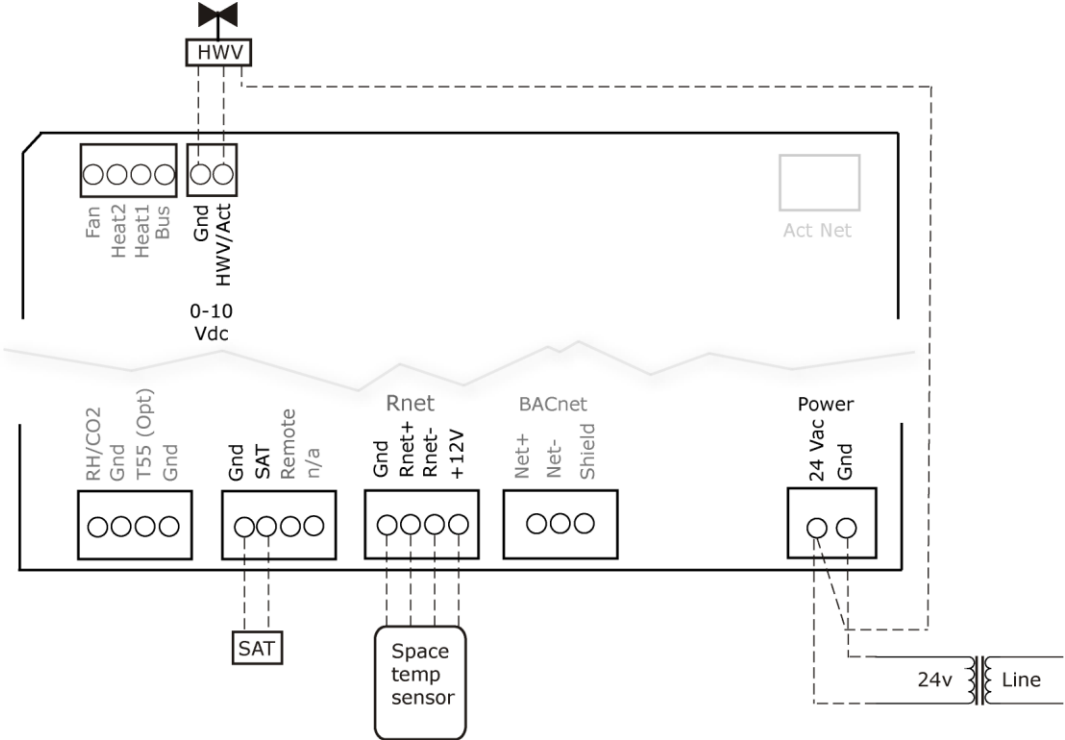 HWV
Fan
Heat2
Heat1
Bus
Gnd
HWV/Act
0-10
Vdc
Act Net
RH/CO2
Gnd
T55 (Opt)
Gnd
Gnd
SAT
Remote
n/a
Rnet
Gnd
Rnet+
Rnet-
+12V
BACnet
Net+
Net-
Shield
Power
24 Vac
Gnd
SAT
Space
temp
sensor
24v
Line